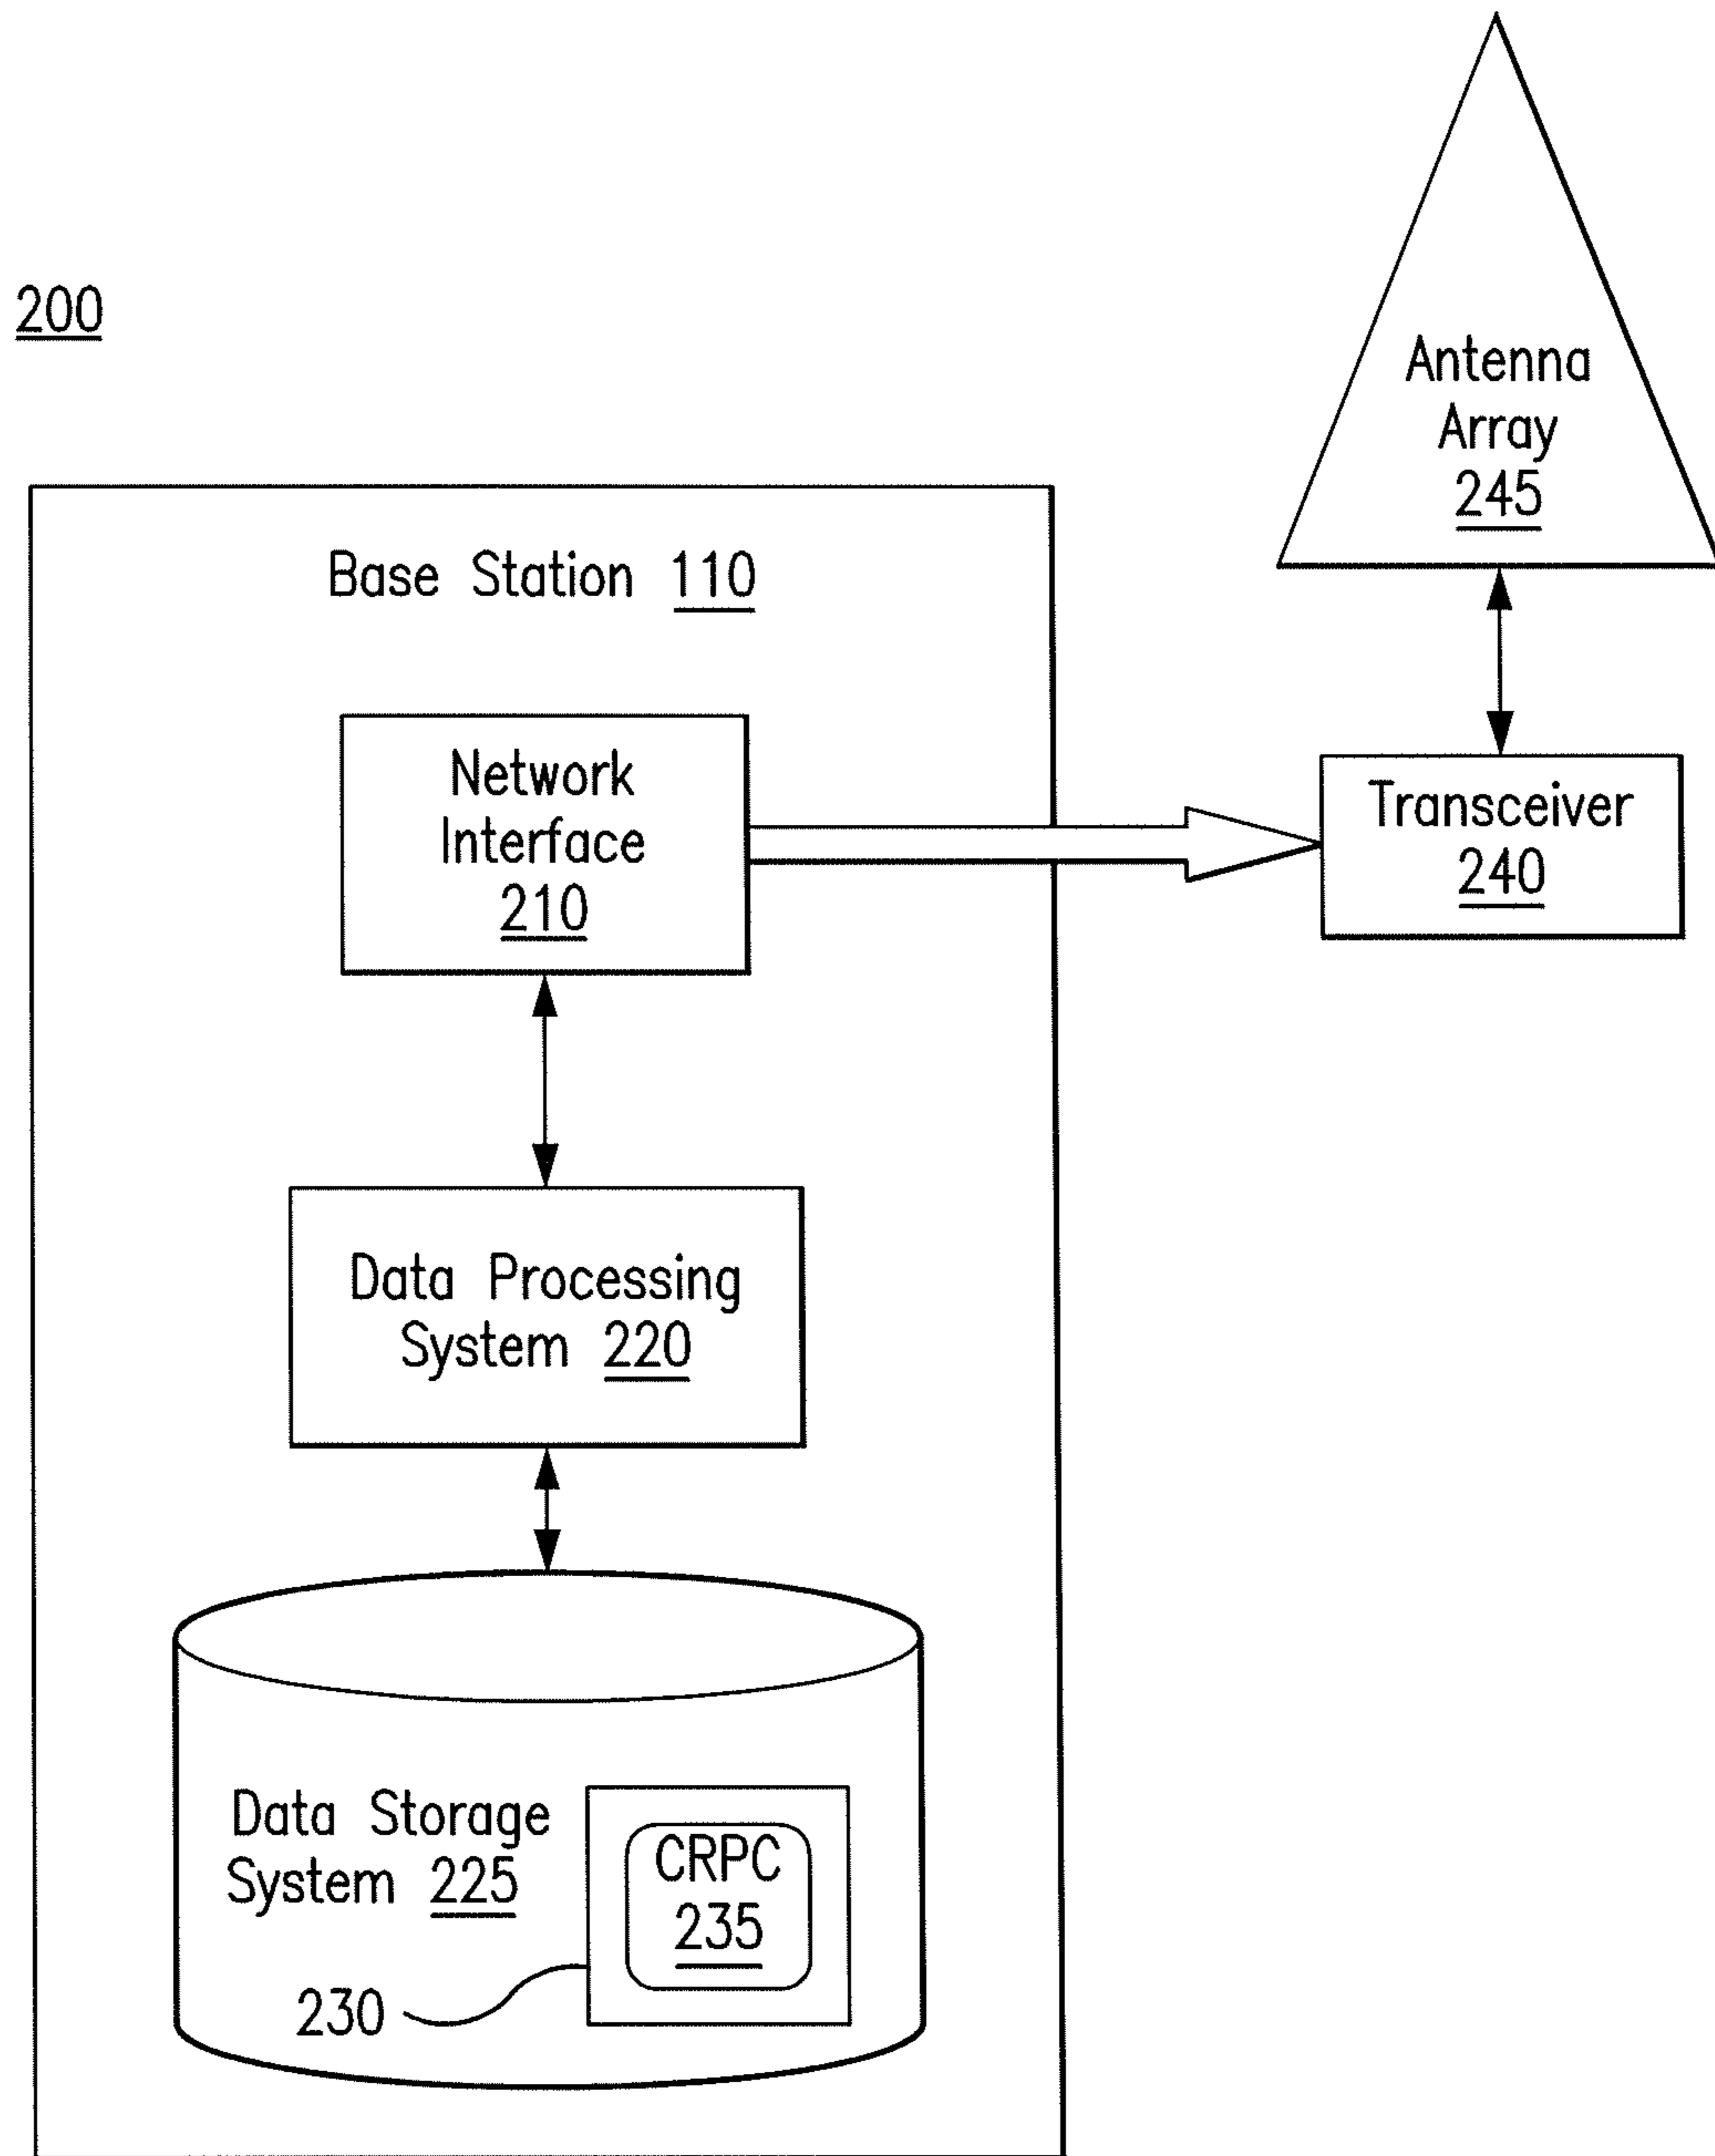 200
Antenna
Array
245
Base Station 110
Network
Interface
210
Transceiver
240
Data Processing
System 220
Data Storage
System 225
CRPC
235
230